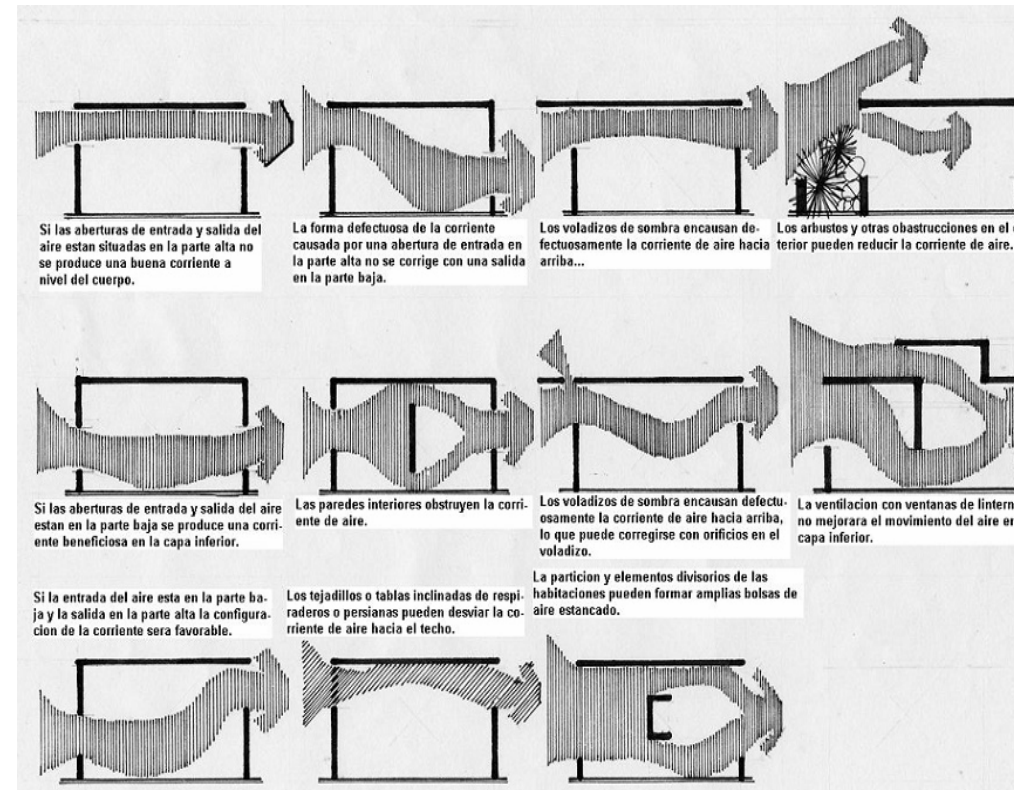 Si las aberturas de entrada y salida del
aire estan situadas en la parte alta no
se produce una buena corriente a
nivel del cuerpo.
La forma defectuosa de la corriente
causada por una abertura de entrada en
la parte alta no se corrige con una salida
en la parte baja.
Los voladizos de sombra encausan de-
fectuosamente la corriente de aire hacia
arriba...
Los arbustos y otras obastrucciones en el
terior pueden reducir la corriente de aire.
Si las aberturas de entrada y salida del aire
estan en la parte baja se produce una corri-
ente beneficiosa en la capa inferior.
Las paredes interiores obstruyen la corri-
ente de aire.
Los voladizos de sombra encausan defectu-
osamente la corriente de aire hacia arriba,
lo que puede corregirse con orificios en el
voladizo.
La ventilacion con ventanas de lintern
no mejorara el movimiento del aire en
capa inferior.
Si la entrada del aire esta en la parte ba-
ja y la salida en la parte alta la configura-
cion de la corriente sera favorable.
Los tejadillos o tablas inclinadas de respi-
raderos o persianas pueden desviar la co-
rriente de aire hacia el techo.
La particion y elementos divisorios de las
habitaciones pueden formar amplias bolsas de
aire estancado.